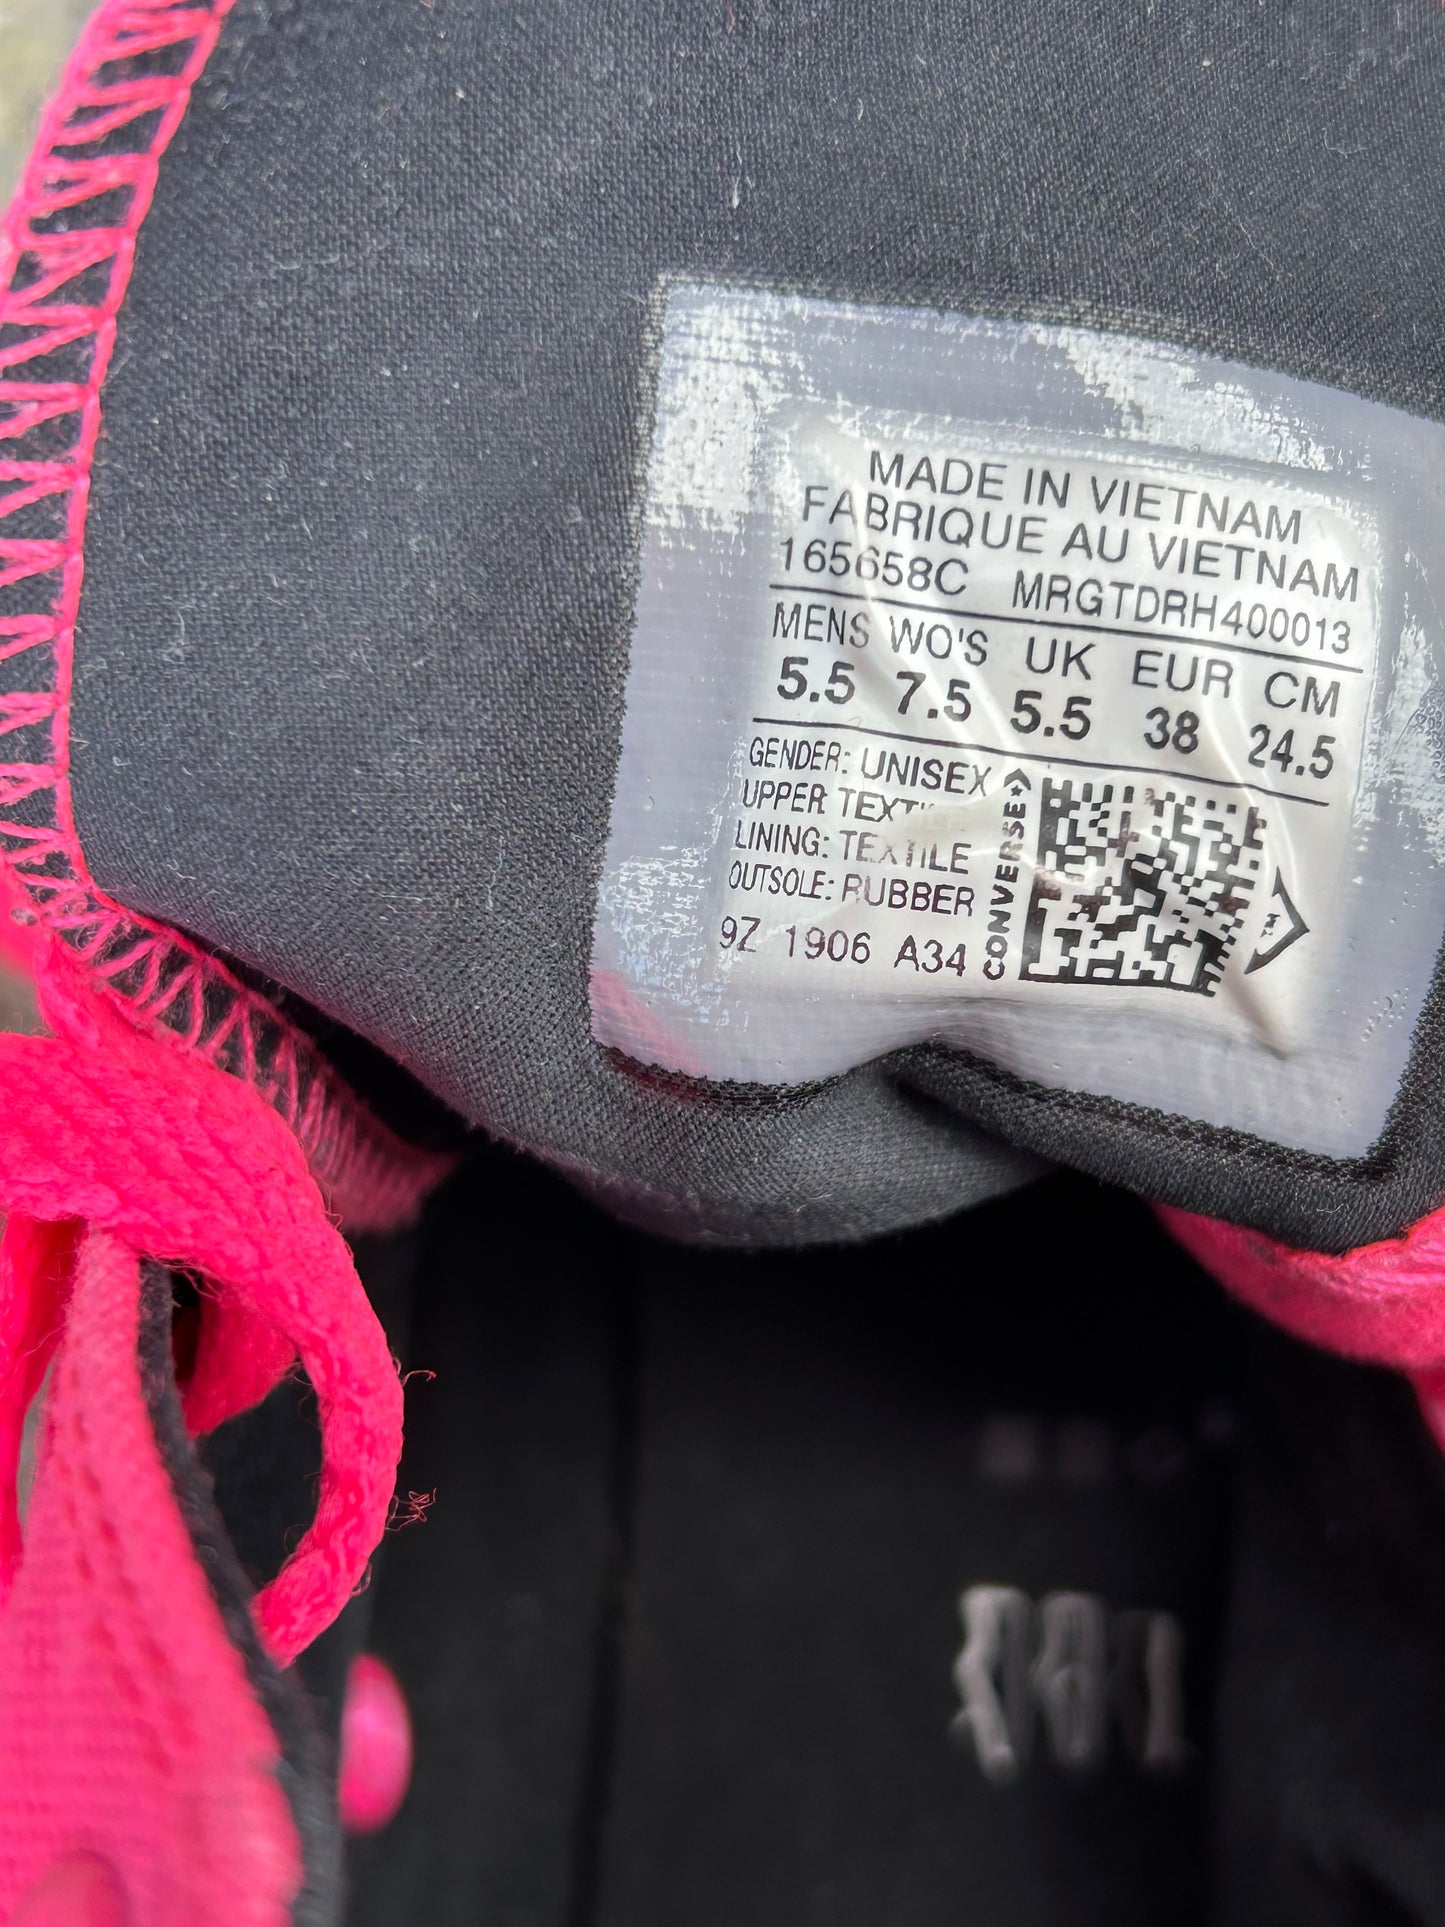 MADE IN VIETNAM
FABRIQUE AU VIETNAM
165658C MRGTDRH400013
MENS WO'S UK EUR CM
5.5 7.5 5.5 38 24.5
GENDER: UNISEX
UPPER: TEXTILE
LINING: TEXTILE
OUTSOLE: RUBBER
9Z 1906 A34
CONVERSE
TM